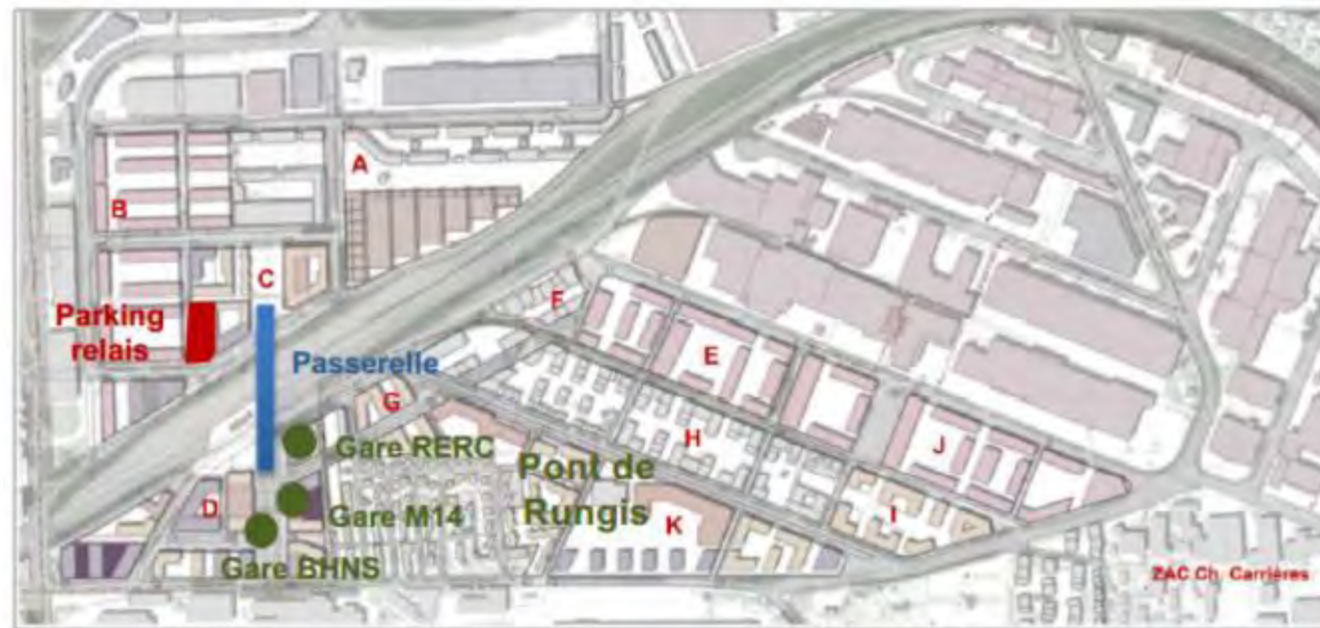 A
B
C
Parking
relais
F
Passerelle
E
G
H
Gare RERC
J
Pont de
Rungis
D
Gare M14
I
K
Gare BHNS
ZAC Ch. Carrières